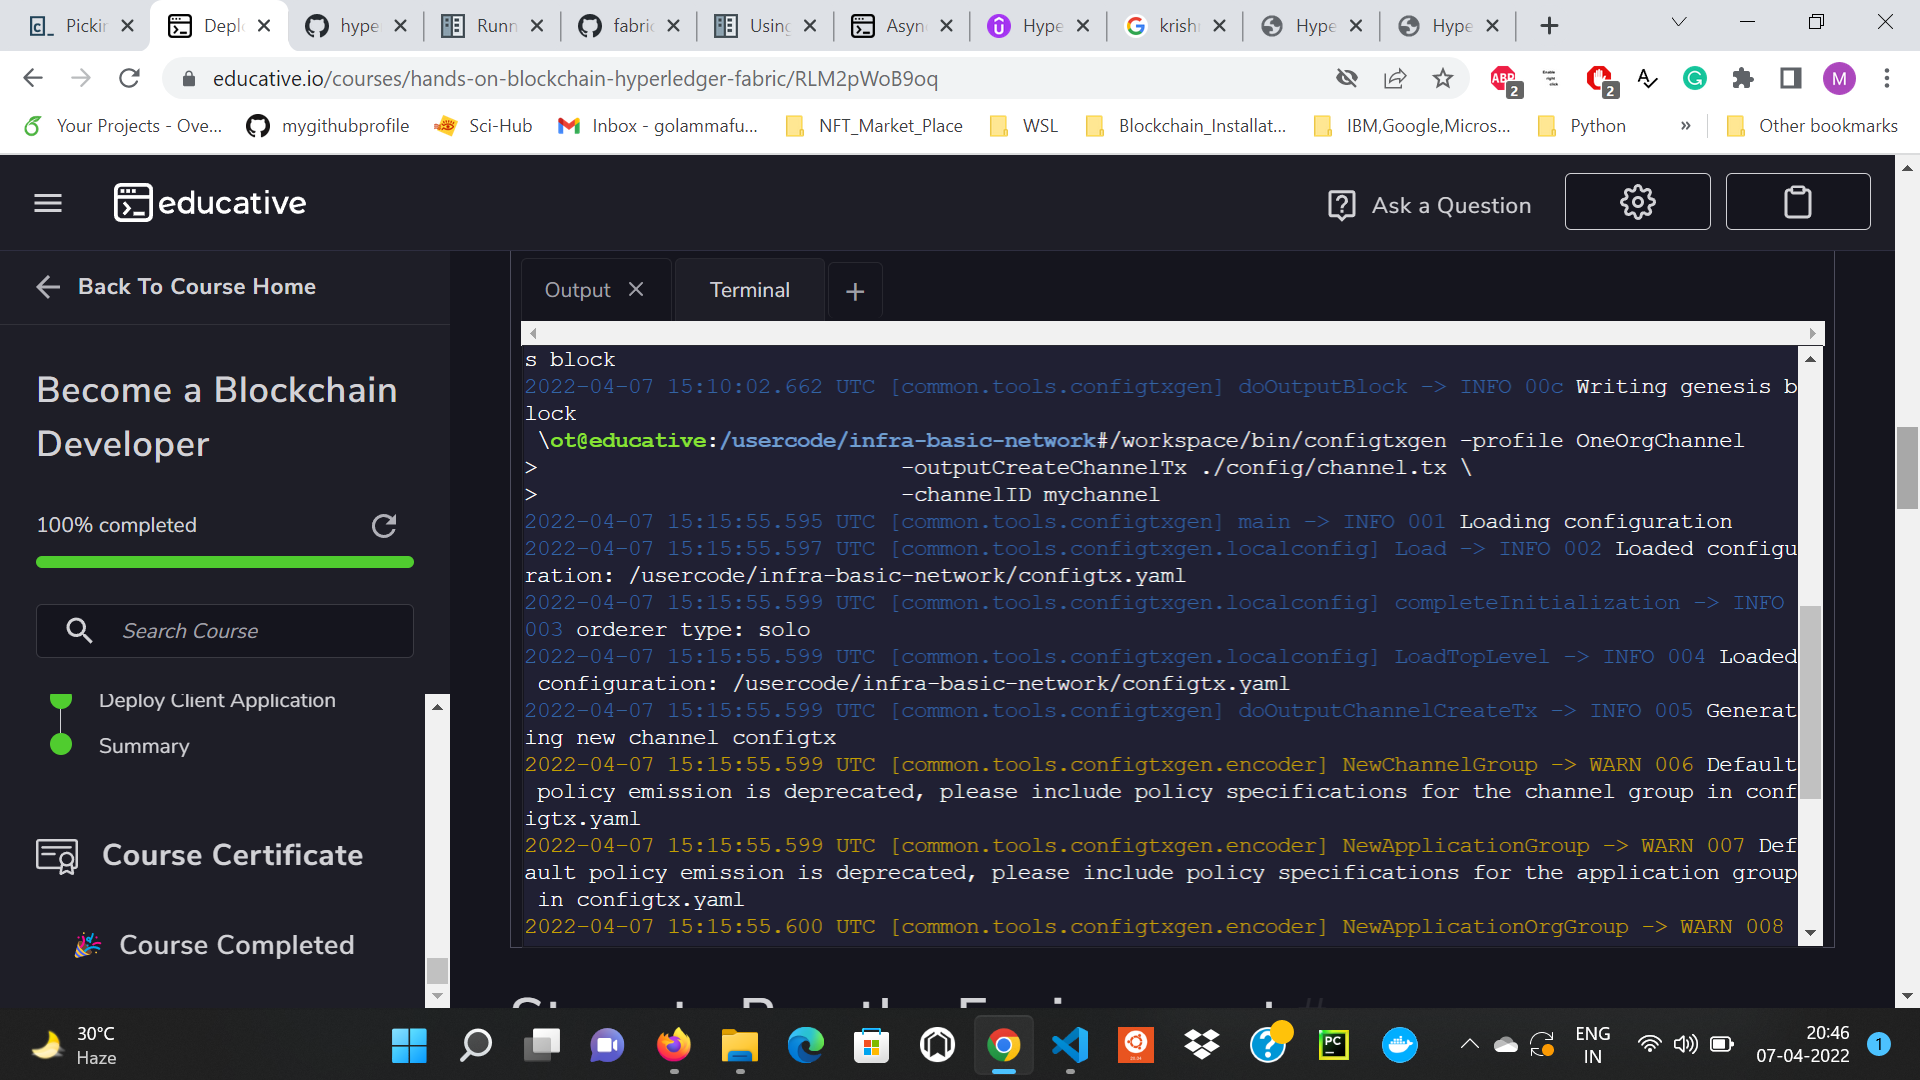 Pickin
Deplo
hyper
Runn
fabric
Using
Async
Hype
krishn
Hype
Hype
educative.io/courses/hands-on-blockchain-hyperledger-fabric/RLM2pWoB9oq
ABP
2
2
M
Your Projects - Ove...
mygithubprofile
Sci-Hub
Inbox - golammafu...
NFT_Market_Place
WSL
Blockchain_Installat...
IBM,Google,Micros...
Python
»
Other bookmarks
educative
Ask a Question
Back To Course Home
Output
Terminal
+
Become a Blockchain
Developer
100% completed
Search Course
Deploy Client Application
Summary
Course Certificate
Course Completed
s block
2022-04-07 15:10:02.662 UTC [common.tools.configtxgen] doOutputBlock -> INFO 00c Writing genesis b
lock
\ot@educative:/usercode/infra-basic-network#/workspace/bin/configtxgen -profile OneOrgChannel
> -outputCreateChannelTx ./config/channel.tx \
> -channelID mychannel
2022-04-07 15:15:55.595 UTC [common.tools.configtxgen] main -> INFO 001 Loading configuration
2022-04-07 15:15:55.597 UTC [common.tools.configtxgen.localconfig] Load -> INFO 002 Loaded configu
ration: /usercode/infra-basic-network/configtx.yaml
2022-04-07 15:15:55.599 UTC [common.tools.configtxgen.localconfig] completeInitialization -> INFO
003 orderer type: solo
2022-04-07 15:15:55.599 UTC [common.tools.configtxgen.localconfig] LoadTopLevel -> INFO 004 Loaded
configuration: /usercode/infra-basic-network/configtx.yaml
2022-04-07 15:15:55.599 UTC [common.tools.configtxgen] doOutputChannelCreateTx -> INFO 005 Generat
ing new channel configtx
2022-04-07 15:15:55.599 UTC [common.tools.configtxgen.encoder] NewChannelGroup -> WARN 006 Default
policy emission is deprecated, please include policy specifications for the channel group in conf
igtx.yaml
2022-04-07 15:15:55.599 UTC [common.tools.configtxgen.encoder] NewApplicationGroup -> WARN 007 Def
ault policy emission is deprecated, please include policy specifications for the application group
in configtx.yaml
2022-04-07 15:15:55.600 UTC [common.tools.configtxgen.encoder] NewApplicationOrgGroup -> WARN 008
30°C
Haze
PC
ENG
IN
20:46
07-04-2022
1